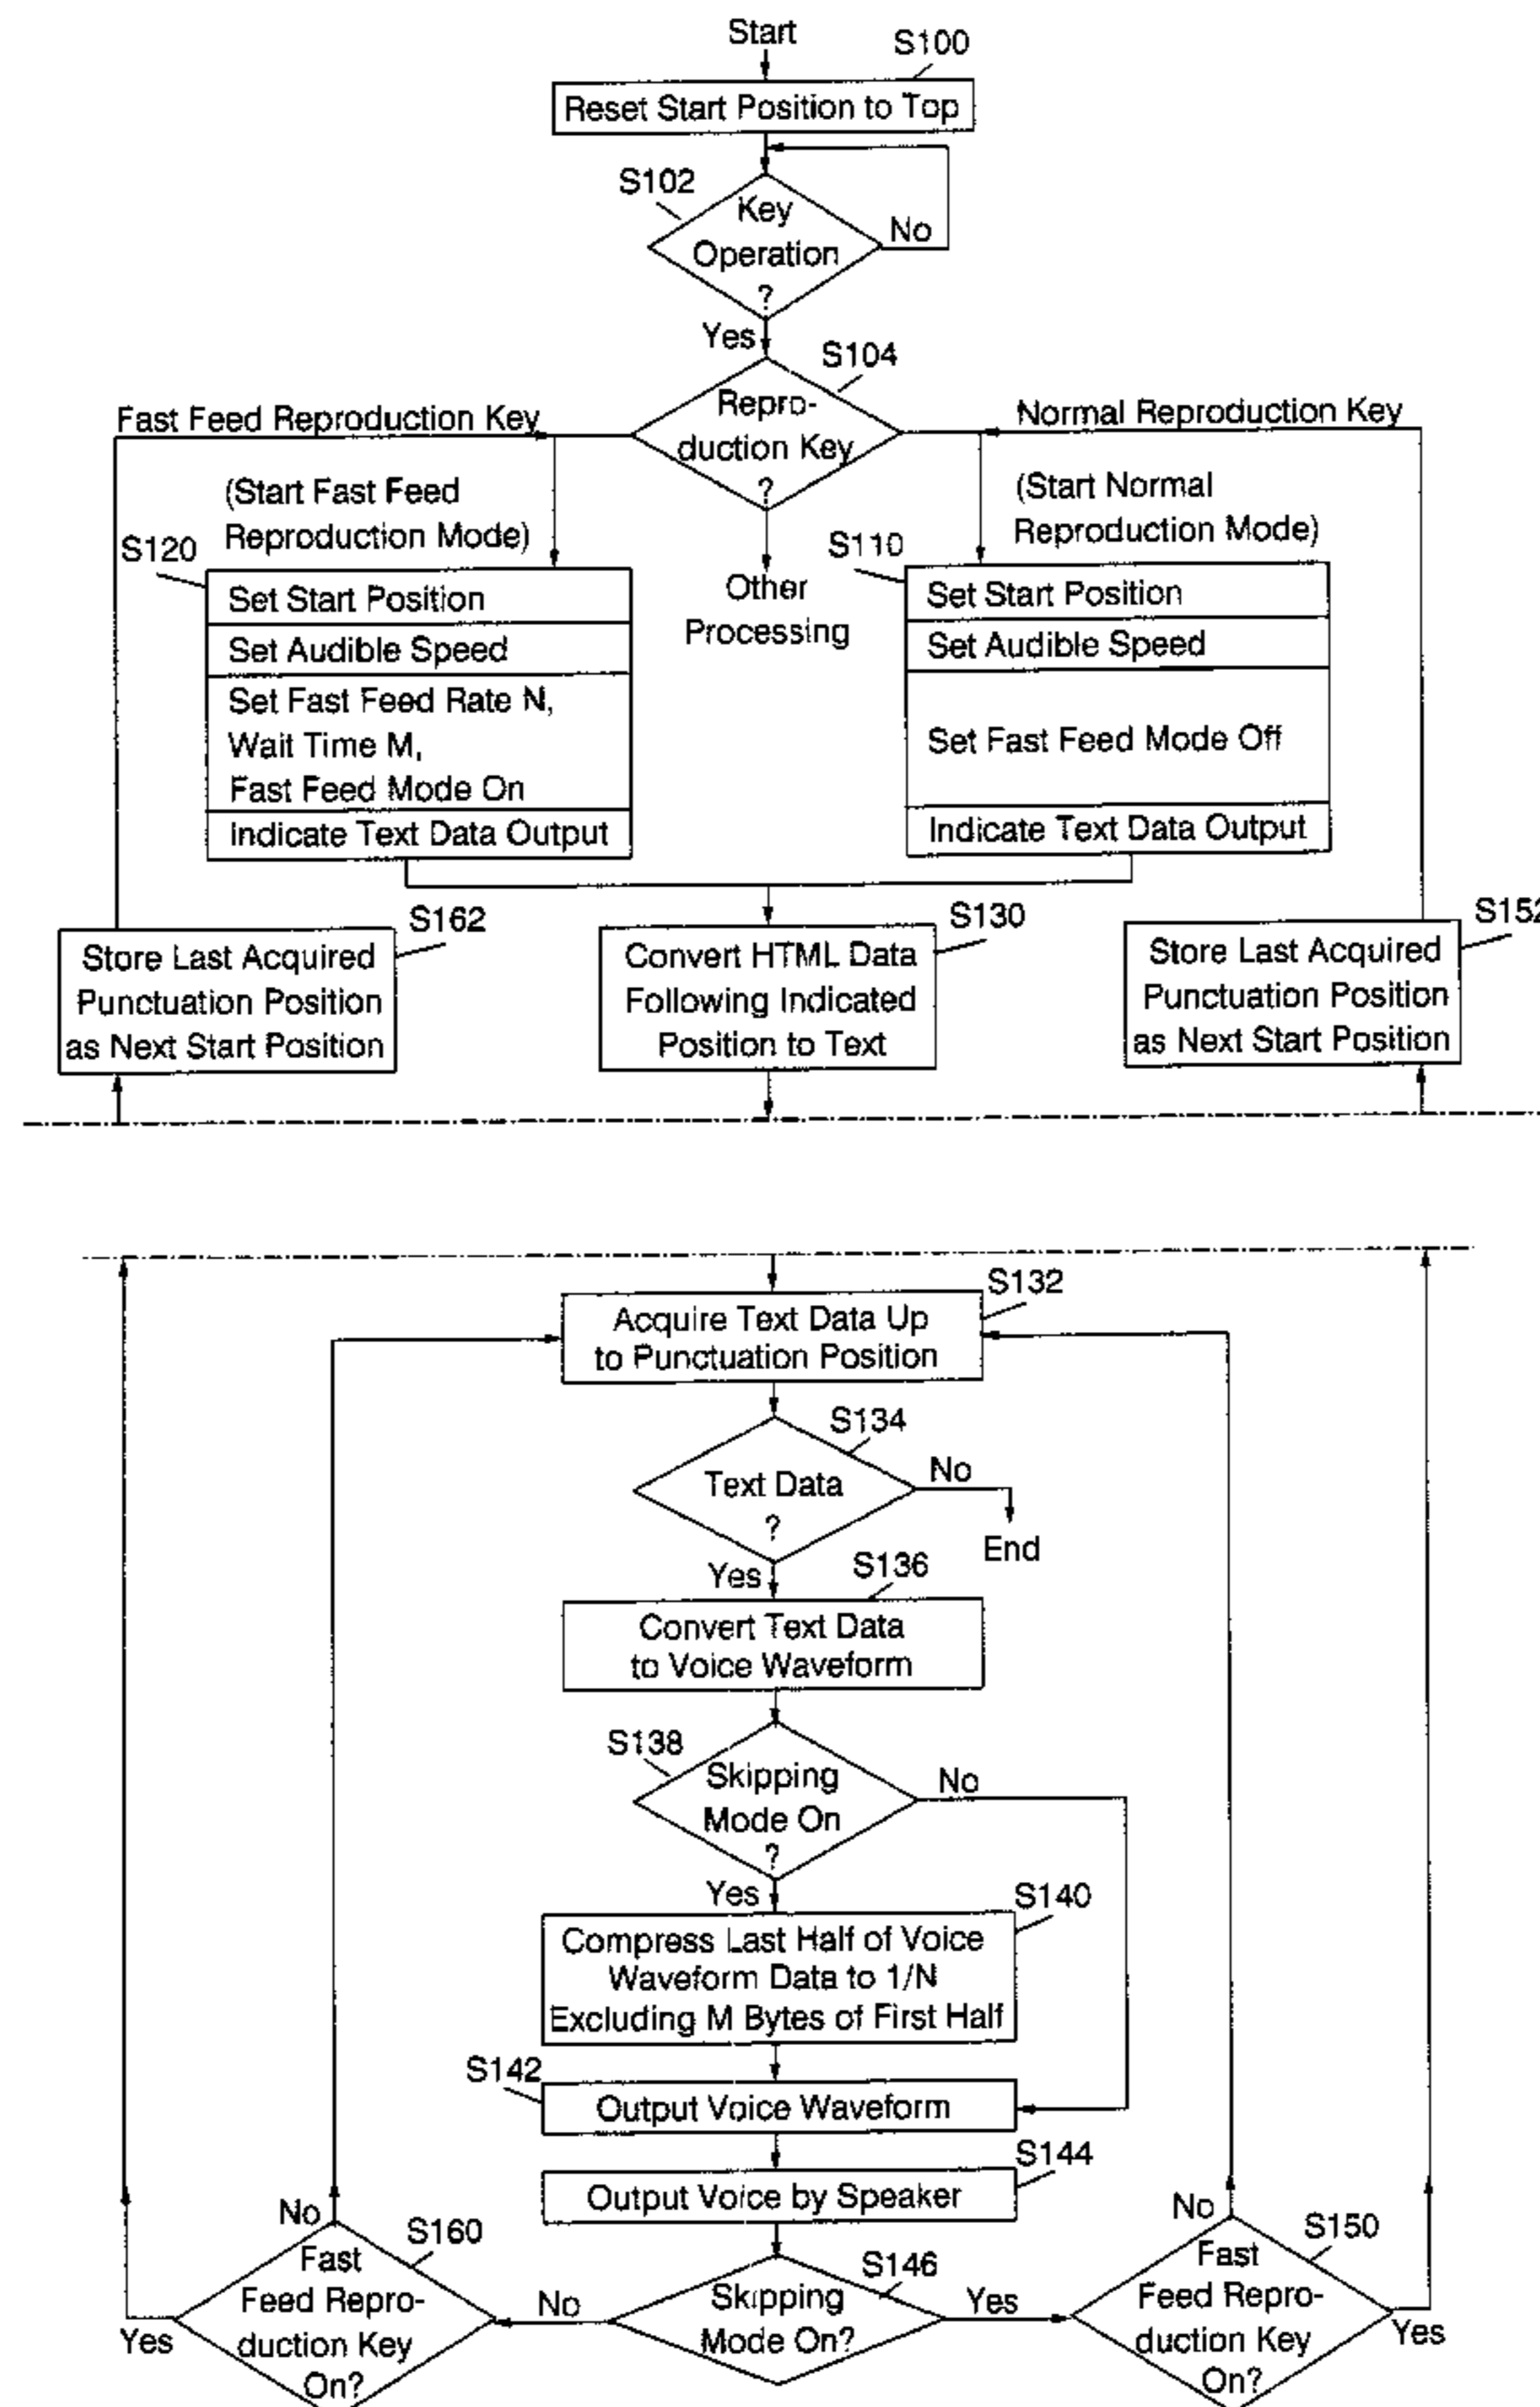 Start
S100
Reset Start Position to Top
S102
Key
Operation
?
No
Yes
S104
Repro-
duction Key
?
Fast Feed Reproduction Key
Normal Reproduction Key
(Start Fast Feed
Reproduction Mode)
(Start Normal
Reproduction Mode)
Other
Processing
S120
Set Start Position
Set Audible Speed
Set Fast Feed Rate N,
Wait Time M,
Fast Feed Mode On
Indicate Text Data Output
S110
Set Start Position
Set Audible Speed
Set Fast Feed Mode Off
Indicate Text Data Output
S162
Store Last Acquired
Punctuation Position
as Next Start Position
S130
Convert HTML Data
Following Indicated
Position to Text
S152
Store Last Acquired
Punctuation Position
as Next Start Position
S132
Acquire Text Data Up
to Punctuation Position
S134
Text Data
?
No
End
Yes
S136
Convert Text Data
to Voice Waveform
S138
Skipping
Mode On
?
No
Yes
S140
Compress Last Half of Voice
Waveform Data to 1/N
Excluding M Bytes of First Half
S142
Output Voice Waveform
S144
Output Voice by Speaker
S146
Skipping
Mode On?
No
Yes
S160
Fast
Feed Repro-
duction Key
On?
No
Yes
S150
Fast
Feed Repro-
duction Key
On?
No
Yes